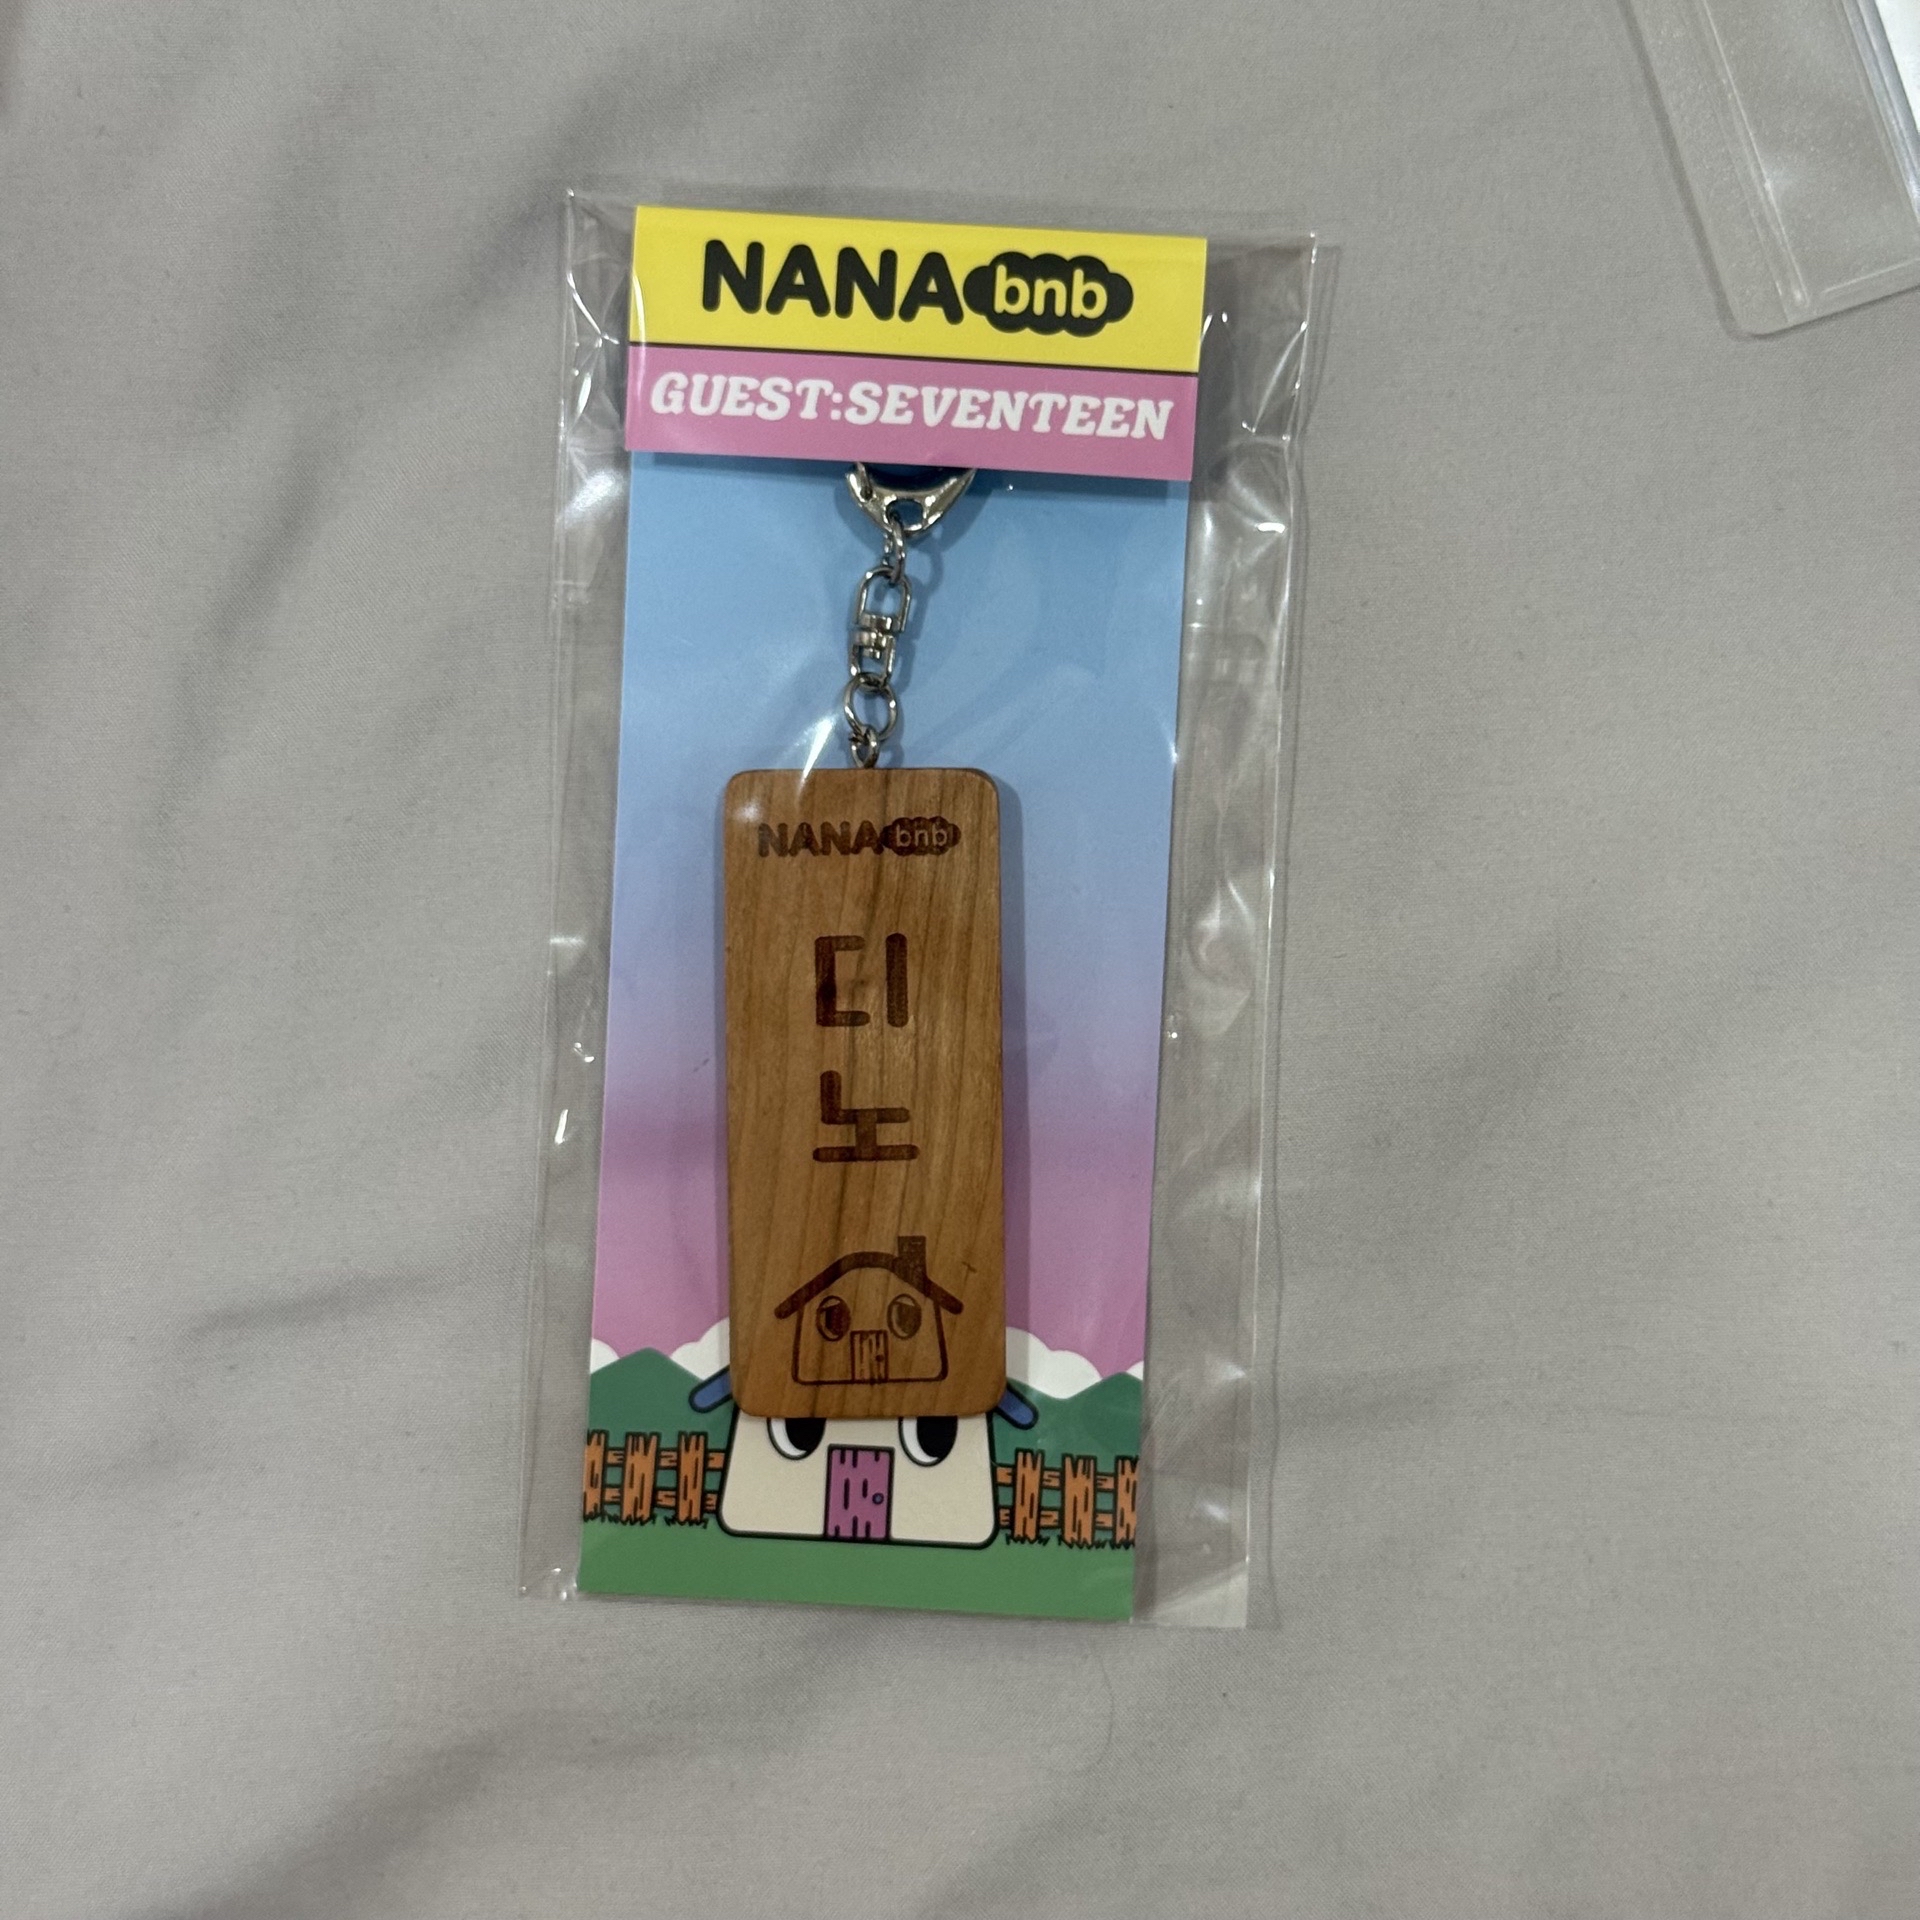 NANA bnb
GUEST:SEVENTEEN
NANA bnb
디
노